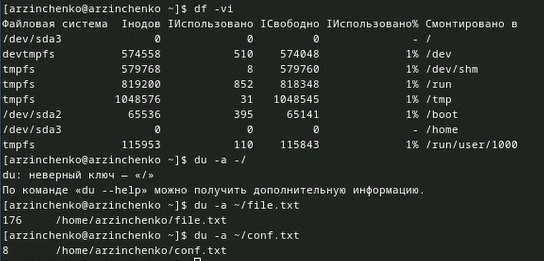 [arzinchenko@arzinchenko ~]$ df -vi
Файловая система Iнодов IИспользовано IСвободно IИспользовано% Смонтировано в
/dev/sda3 0 0 0 - /
devtmpfs 574558 510 574048 1% /dev
tmpfs 579768 8 579760 1% /dev/shm
tmpfs 819200 852 818348 1% /run
tmpfs 1048576 31 1048545 1% /tmp
/dev/sda2 65536 395 65141 1% /boot
/dev/sda3 0 0 0 - /home
tmpfs 115953 110 115843 1% /run/user/1000
[arzinchenko@arzinchenko ~]$ du -a -/
du: неверный ключ — «/»
По команде «du --help» можно получить дополнительную информацию.
[arzinchenko@arzinchenko ~]$ du -a ~/file.txt
176 /home/arzinchenko/file.txt
[arzinchenko@arzinchenko ~]$ du -a ~/conf.txt
8 /home/arzinchenko/conf.txt